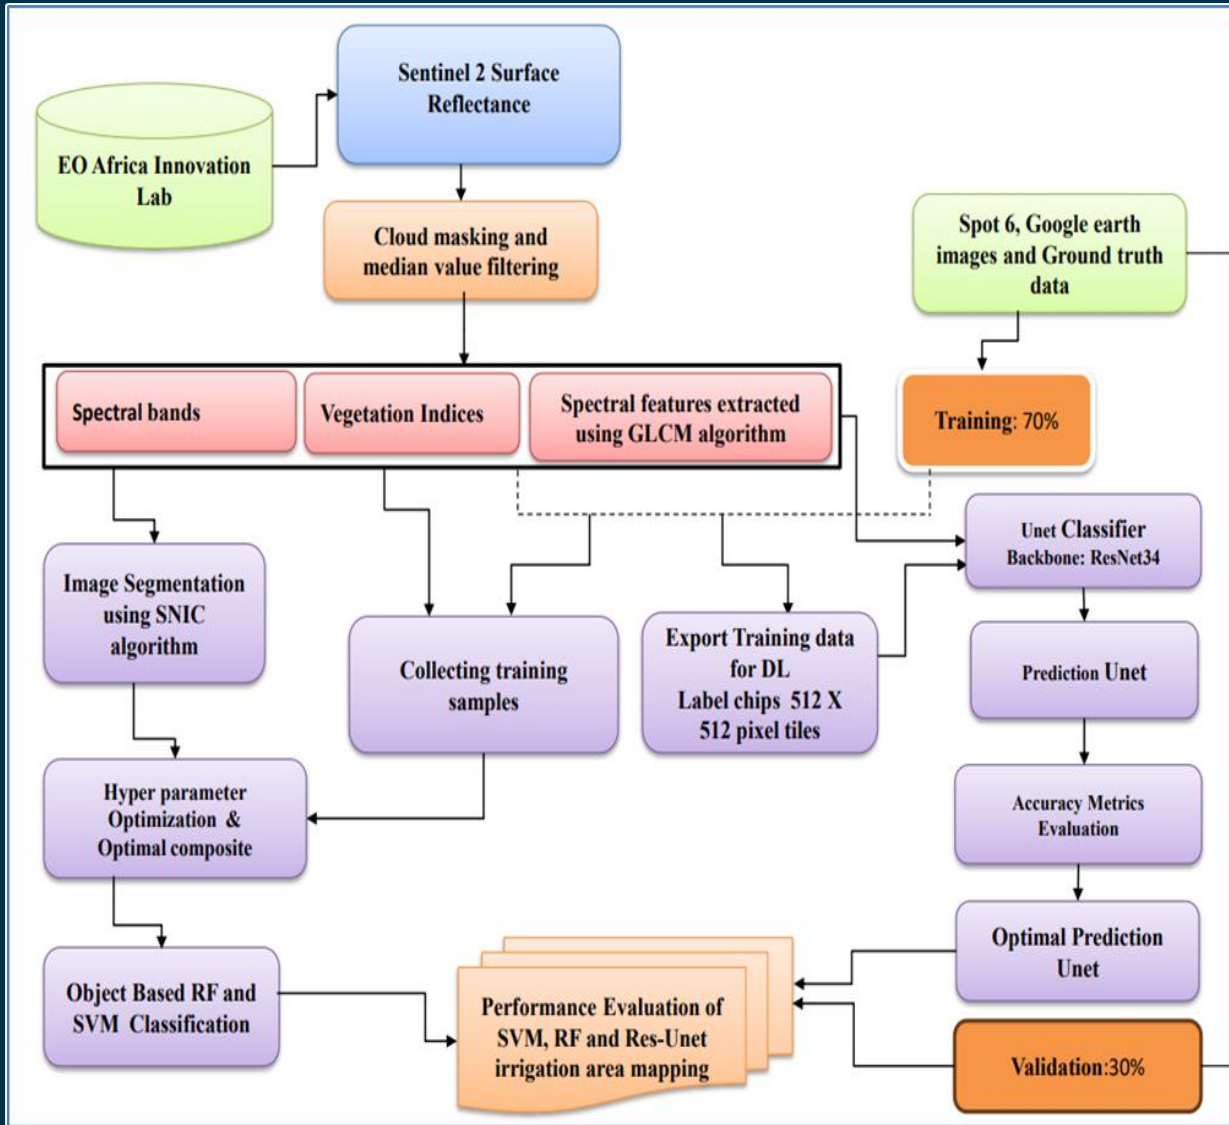 Sentinel 2 Surface
Reflectance
EO Africa Innovation
Lab
Cloud masking and
median value filtering
Spot 6, Google earth
images and Ground truth
data
Spectral bands
Vegetation Indices
Spectral features extracted
using GLCM algorithm
Training: 70%
Unet Classifier
Backbone: ResNet34
Image Segmentation
using SNIC
algorithm
Collecting training
samples
Export Training data
for DL
Label chips 512 X
512 pixel tiles
Prediction Unet
Hyper parameter
Optimization &
Optimal composite
Accuracy Metrics
Evaluation
Optimal Prediction
Unet
Object Based RF and
SVM Classification
Performance Evaluation of
SVM, RF and Res-Unet
irrigation area mapping
Validation:30%